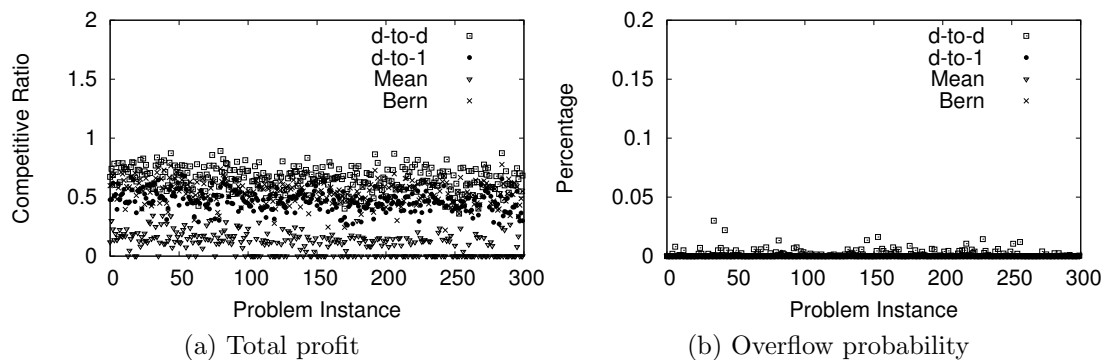 2
1.5
1
0.5
0
Competitive Ratio
d-to-d
d-to-1
Mean
Bern
0 50 100 150 200 250 300
Problem Instance
(a) Total profit
0.2
0.15
0.1
0.05
0
Percentage
d-to-d
d-to-1
Mean
Bern
0 50 100 150 200 250 300
Problem Instance
(b) Overflow probability